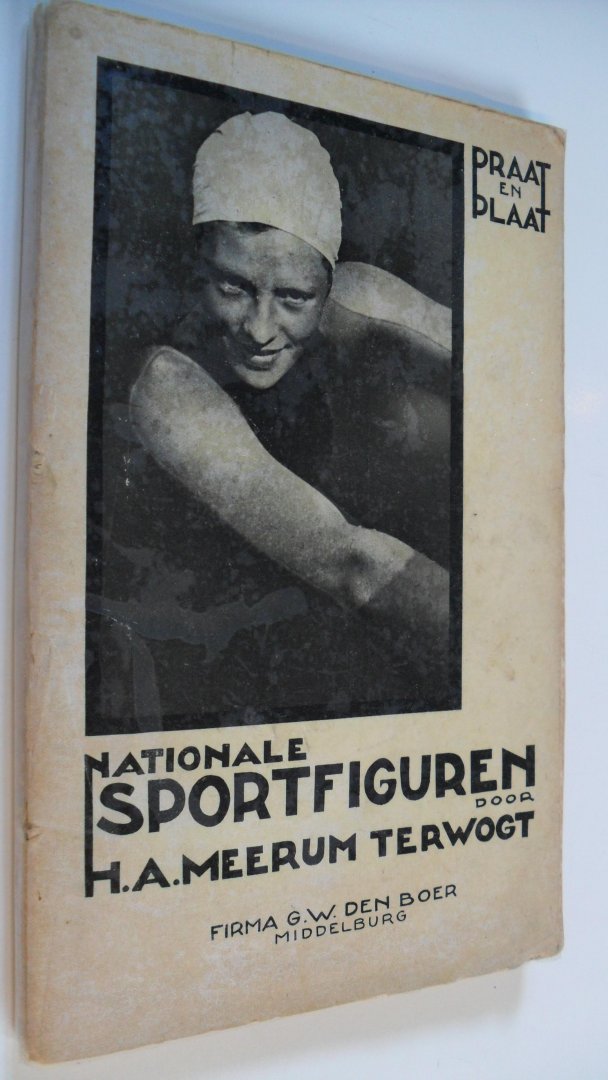 PRAAT
EN
PLAAT
NATIONALE
SPORTFIGUREN
DOOR
H.A. MEERUM TERWOGT
FIRMA G.W. DEN BOER
MIDDELBURG